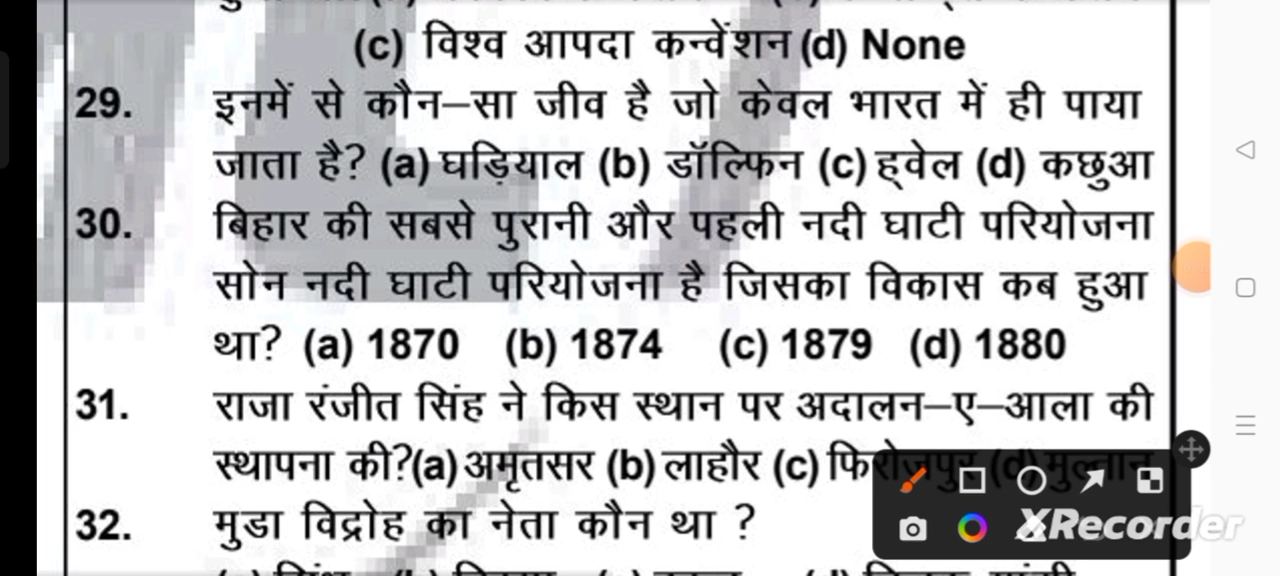 (c) विश्व आपदा कन्वेंशन (d) None
29. इनमें से कौन–सा जीव है जो केवल भारत में ही पाया
जाता है? (a) घड़ियाल (b) डॉल्फिन (c) ह्वेल (d) कछुआ
30. बिहार की सबसे पुरानी और पहली नदी घाटी परियोजना
सोन नदी घाटी परियोजना है जिसका विकास कब हुआ
था? (a) 1870 (b) 1874 (c) 1879 (d) 1880
31. राजा रंजीत सिंह ने किस स्थान पर अदालन–ए–आला की
स्थापना की?(a) अमृतसर (b) लाहौर (c) फिरोज़पुर (d) मुल्तान
32. मुडा विद्रोह का नेता कौन था ?
XRecorder